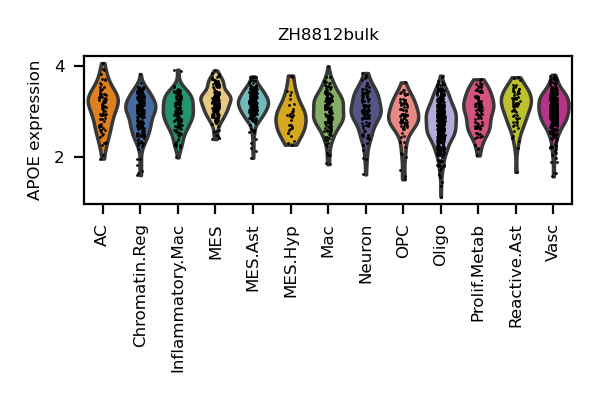 ZH8812bulk
APOE expression
4
2
AC
Chromatin.Reg
Inflammatory.Mac
MES
MES.Ast
MES.Hyp
Mac
Neuron
OPC
Oligo
Prolif.Metab
Reactive.Ast
Vasc